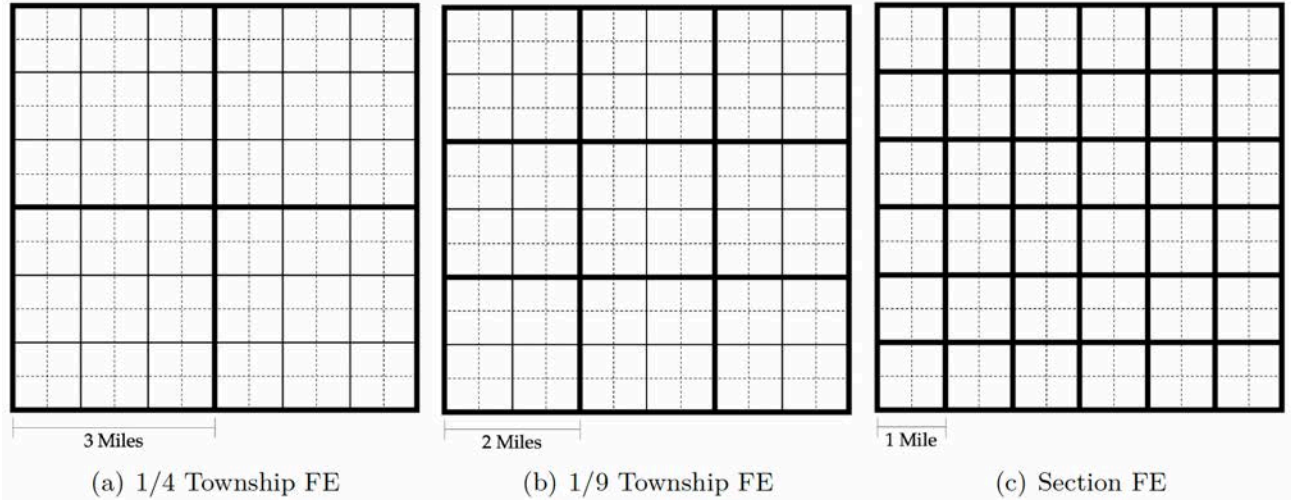 3 Miles
2 Miles
1 Mile
(a) 1/4 Township FE
(b) 1/9 Township FE
(c) Section FE